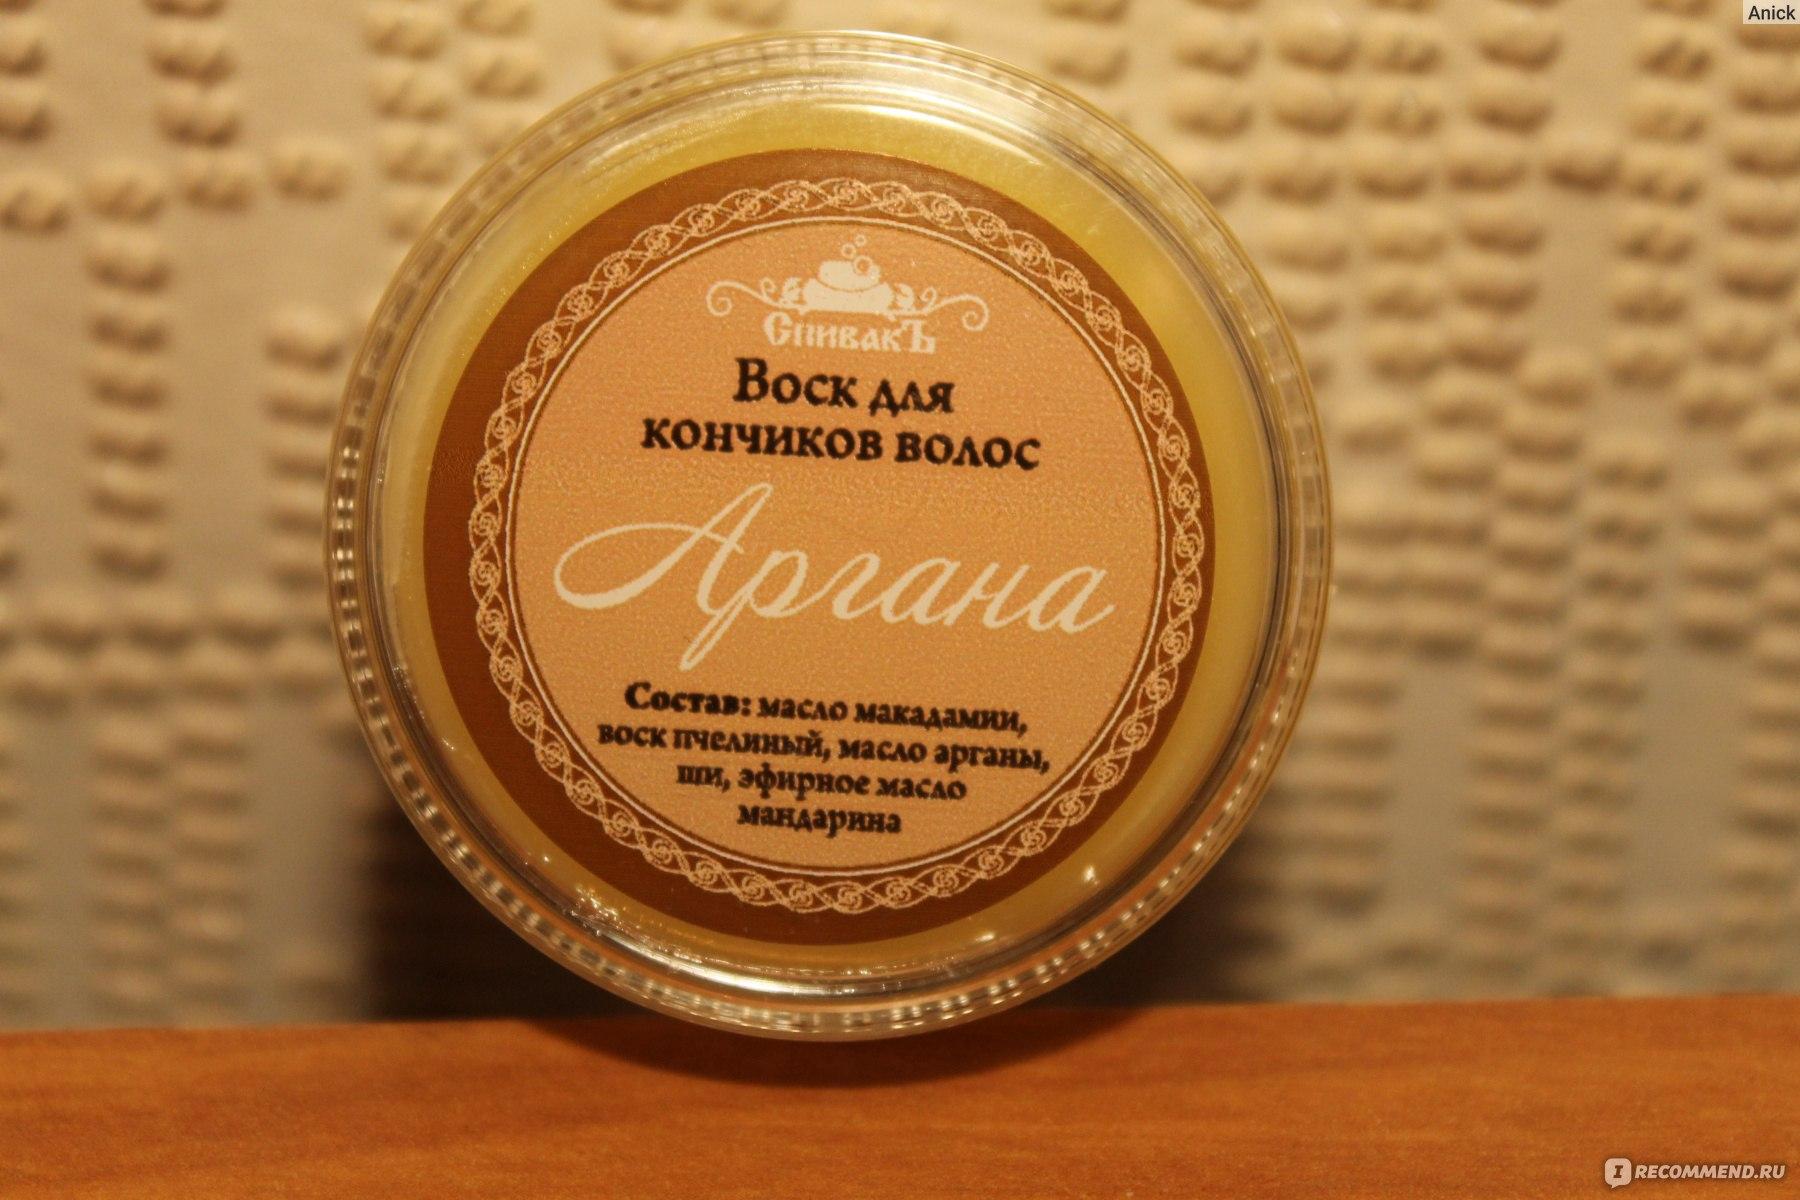 Anick
СпивакЪ
Воск для
кончиков волос
Аргана
Состав: масло макадамии,
воск пчелиный, масло арганы,
ши, эфирное масло
мандарина
I RECOMMEND.RU